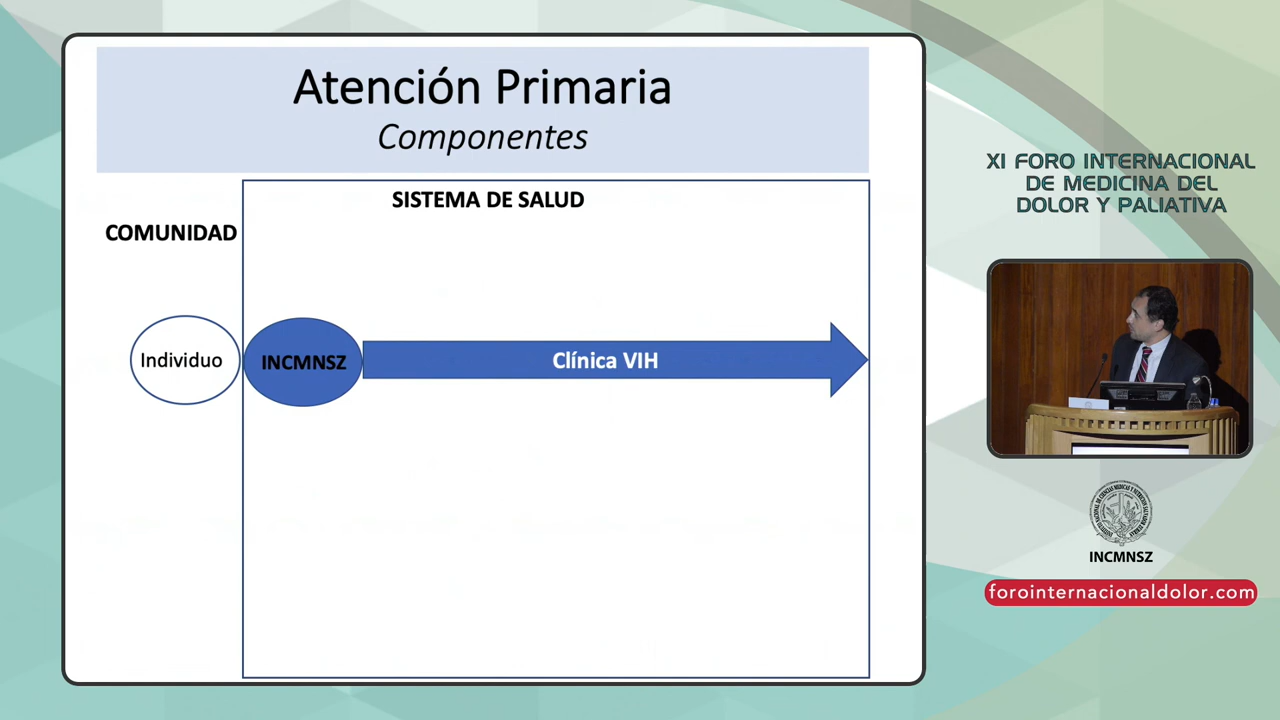 Atención Primaria
Componentes
SISTEMA DE SALUD
COMUNIDAD
Individuo
INCMNSZ
Clínica VIH
XI FORO INTERNACIONAL
DE MEDICINA DEL
DOLOR Y PALIATIVA
INCMNSZ
forointernacionaldolor.com